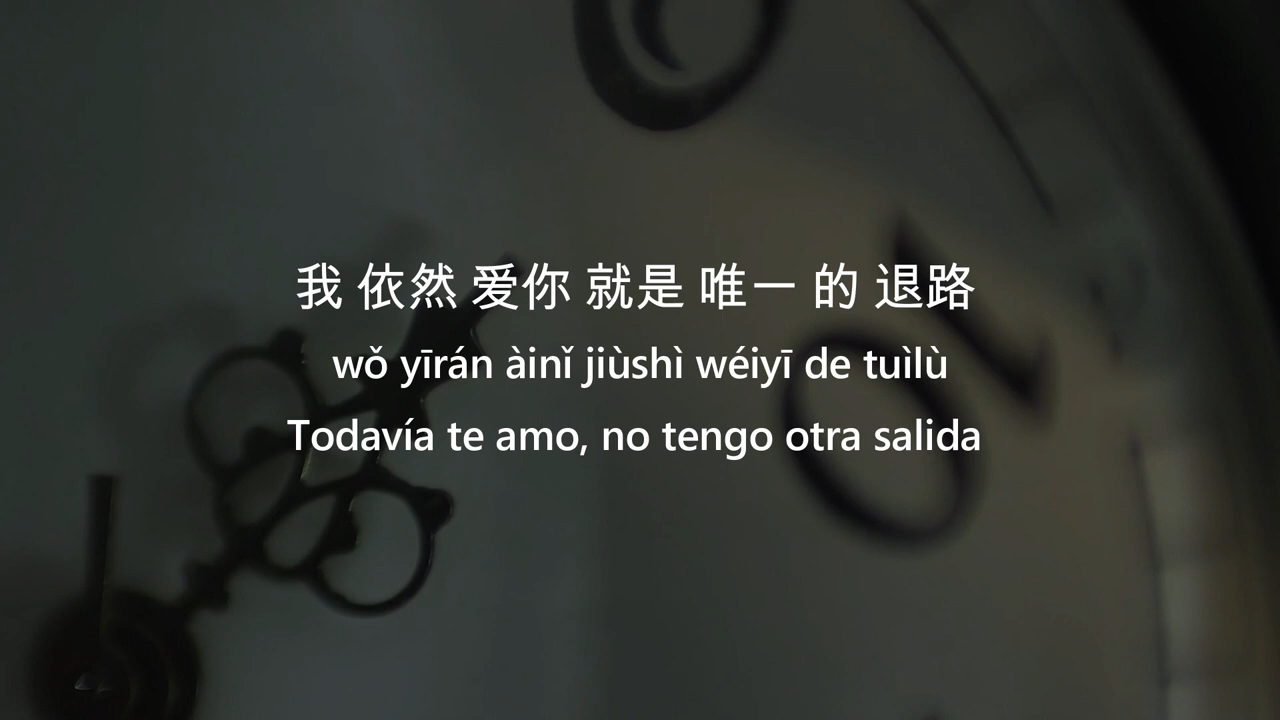 我 依然 爱你 就是 唯一 的 退路
wǒ yīrán àinǐ jiùshì wéiyī de tuìlù
Todavía te amo, no tengo otra salida